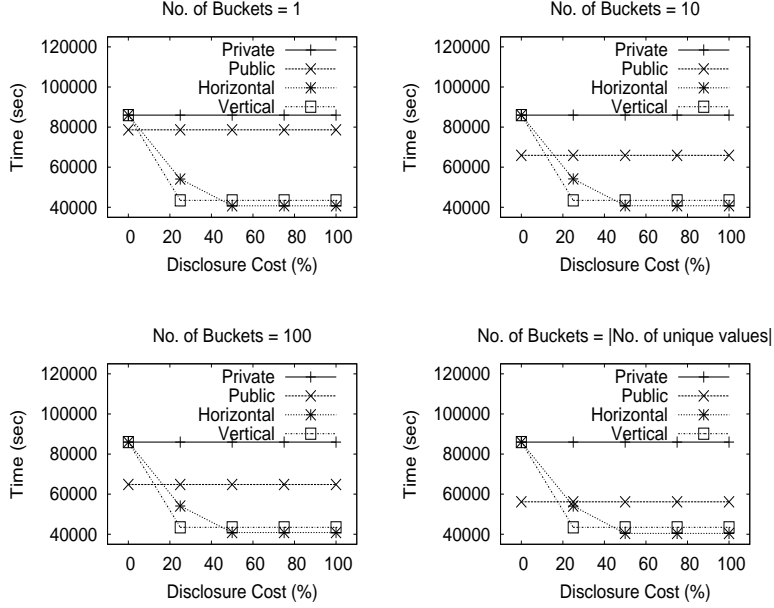 No. of Buckets = 1
120000
100000
80000
60000
40000
Time (sec)
Private
Public
Horizontal
Vertical
0 20 40 60 80 100
Disclosure Cost (%)
No. of Buckets = 10
120000
100000
80000
60000
40000
Time (sec)
Private
Public
Horizontal
Vertical
0 20 40 60 80 100
Disclosure Cost (%)
No. of Buckets = 100
120000
100000
80000
60000
40000
Time (sec)
Private
Public
Horizontal
Vertical
0 20 40 60 80 100
Disclosure Cost (%)
No. of Buckets = |No. of unique values|
120000
100000
80000
60000
40000
Time (sec)
Private
Public
Horizontal
Vertical
0 20 40 60 80 100
Disclosure Cost (%)